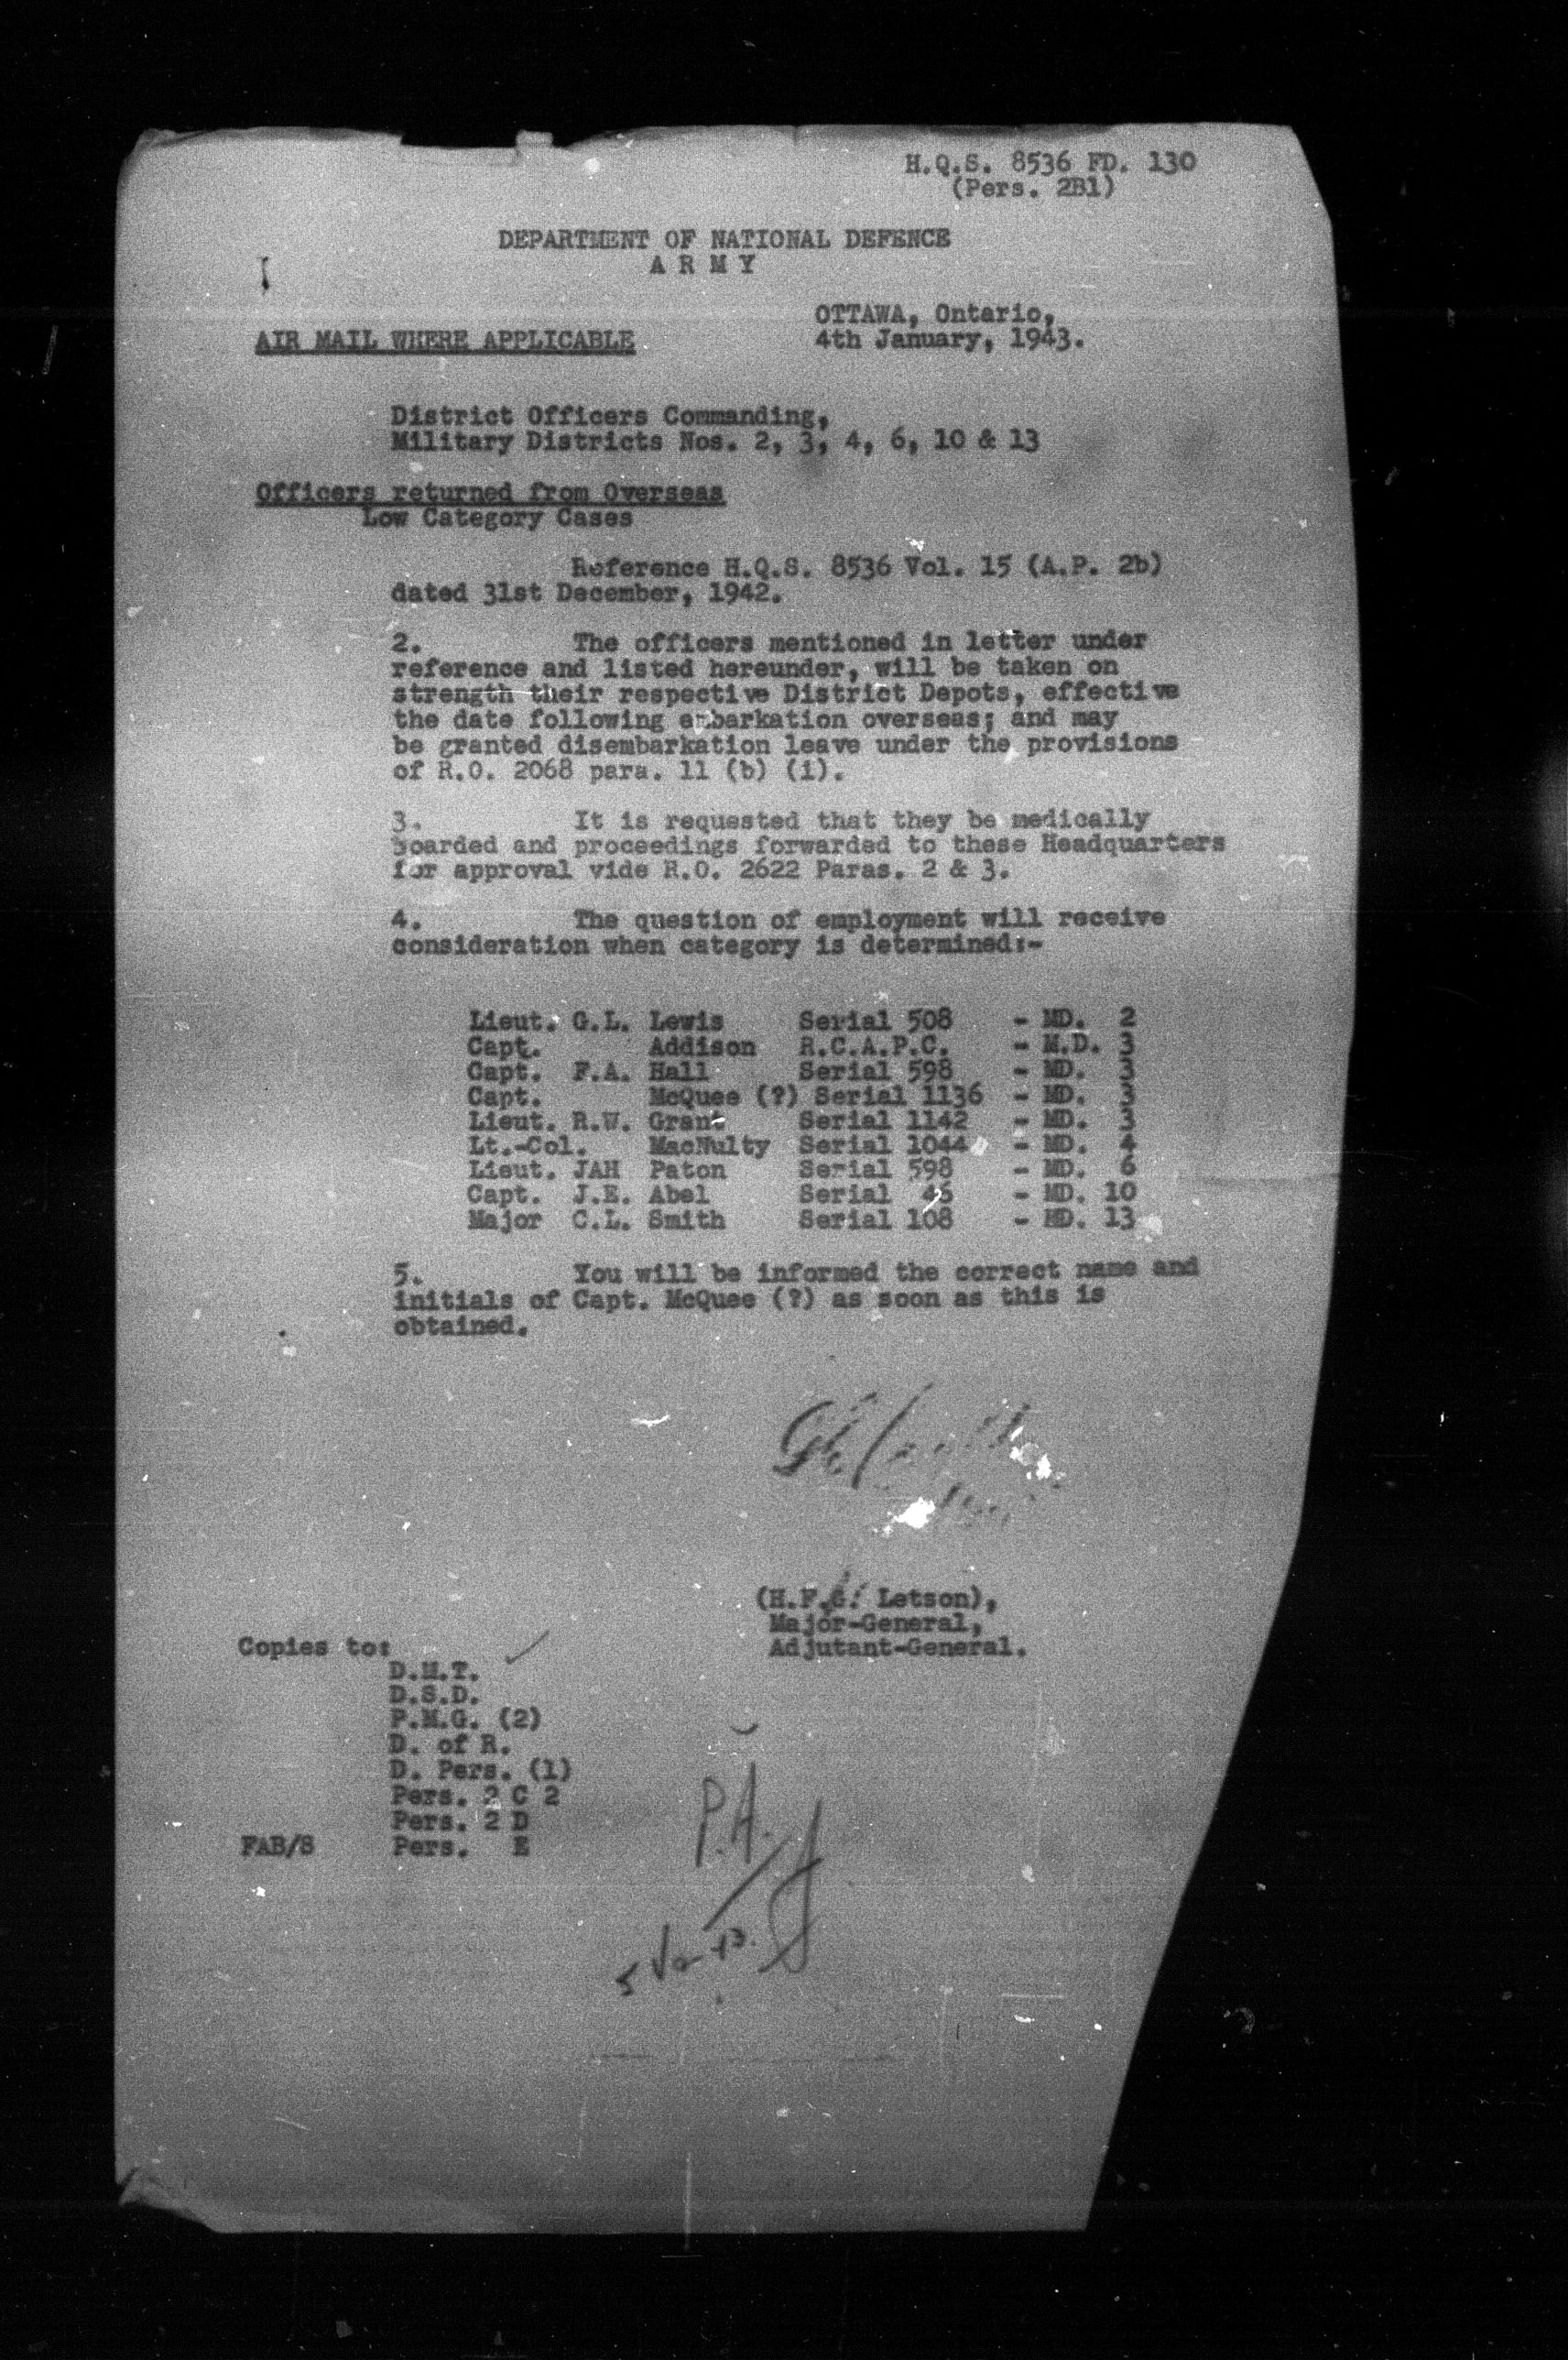 H.Q.S. 8536 FD. 130
(Pers. 2B1)
DEPARTMENT OF NATIONAL DEFENCE
A R M Y
OTTAWA, Ontario,
AIR MAIL WHERE APPLICABLE
4th January, 1943.
District Officers Commanding,
Military Districts Nos. 2, 3, 4, 6, 10 & 13
Officers returned from Overseas
Low Category Cases
Reference H.Q.S. 8536 Vol. 15 (A.P. 2b)
dated 31st December, 1942.
2. The officers mentioned in letter under
reference and listed hereunder, will be taken on
strength their respective District Depots, effective
the date following embarkation overseas; and may
be granted disembarkation leave under the provisions
of R.O. 2068 para. 11 (b) (i).
3. It is requested that they be medically
boarded and proceedings forwarded to these Headquarters
for approval vide R.O. 2622 Paras. 2 & 3.
4. The question of employment will receive
consideration when category is determined:-
Lieut. G.L. Lewis Serial 508 - MD. 2
Capt. Addison R.C.A.P.C. - M.D. 3
Capt. F.A. Hall Serial 598 - MD. 3
Capt. McQuee (?) Serial 1136 - MD. 3
Lieut. R.W. Grant Serial 1142 - MD. 3
Lt.-Col. MacNulty Serial 1044 - MD. 4
Lieut. JAH Paton Serial 598 - MD. 6
Capt. J.E. Abel Serial 46 - MD. 10
Major C.L. Smith Serial 108 - MD. 13
5. You will be informed the correct name and
initials of Capt. McQuee (?) as soon as this is
obtained.
(H.F.G. Letson),
Major-General,
Adjutant-General.
Copies to:
D.M.T.
D.S.D.
P.M.G. (2)
D. of R.
D. Pers. (1)
Pers. 2 C 2
Pers. 2 D
FAB/S Pers. E
P.A.